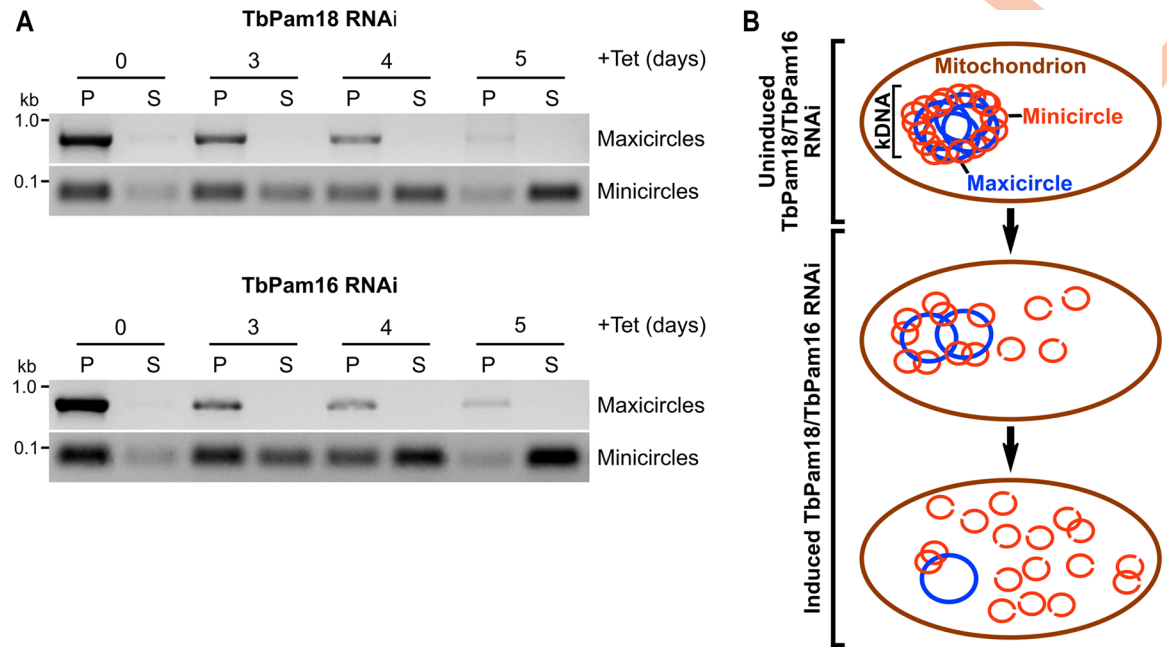 A
TbPam18 RNAi
0 3 4 5 +Tet (days)
kb P S P S P S P S
1.0
Maxicircles
0.1
Minicircles
TbPam16 RNAi
0 3 4 5 +Tet (days)
kb P S P S P S P S
1.0
Maxicircles
0.1
Minicircles
B
Uninduced
TbPam18/TbPam16
RNAi
Mitochondrion
kDNA
Minicircle
Maxicircle
Induced TbPam18/TbPam16 RNAi